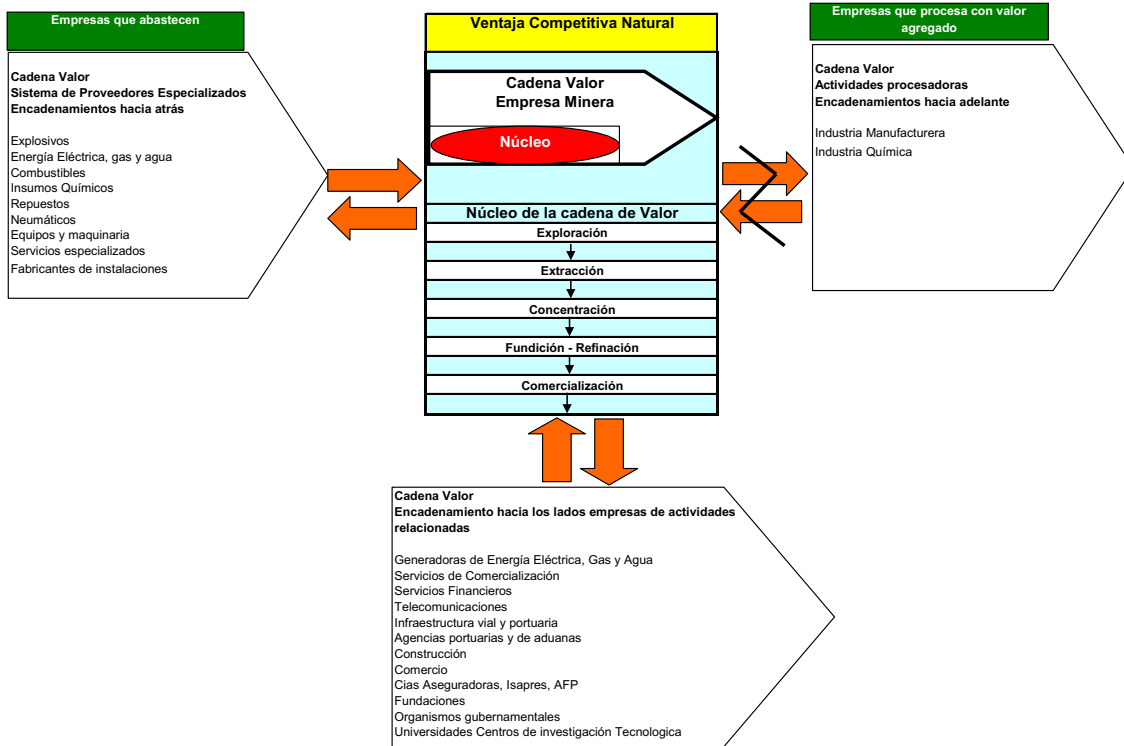 Empresas que abastecen
Cadena Valor
Sistema de Proveedores Especializados
Encadenamientos hacia atrás
Explosivos
Energía Eléctrica, gas y agua
Combustibles
Insumos Químicos
Repuestos
Neumáticos
Equipos y maquinaria
Servicios especializados
Fabricantes de instalaciones
Ventaja Competitiva Natural
Cadena Valor
Empresa Minera
Núcleo
Núcleo de la cadena de Valor
Exploración
Extracción
Concentración
Fundición - Refinación
Comercialización
Empresas que procesa con valor
agregado
Cadena Valor
Actividades procesadoras
Encadenamientos hacia adelante
Industria Manufacturera
Industria Química
Cadena Valor
Encadenamiento hacia los lados empresas de actividades
relacionadas
Generadoras de Energía Eléctrica, Gas y Agua
Servicios de Comercialización
Servicios Financieros
Telecomunicaciones
Infraestructura vial y portuaria
Agencias portuarias y de aduanas
Construcción
Comercio
Cias Aseguradoras, Isapres, AFP
Fundaciones
Organismos gubernamentales
Universidades Centros de investigación Tecnologica